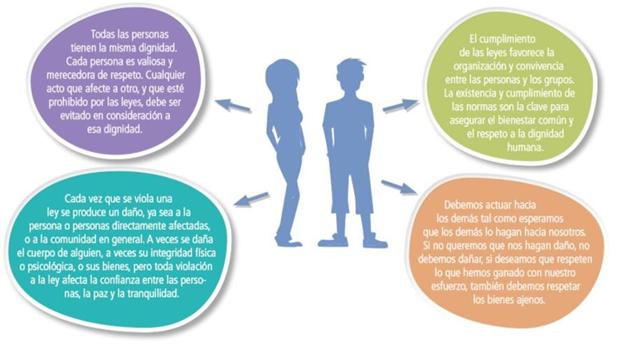 Todas las personas
tienen la misma dignidad.
Cada persona es valiosa y
merecedora de respeto. Cualquier
acto que afecte a otro, y que esté
prohibido por las leyes, debe ser
evitado en consideración a
esa dignidad.
El cumplimiento
de las leyes favorece la
organización y convivencia
entre las personas y los grupos.
La existencia y cumplimiento de
las normas son la clave para
asegurar el bienestar común y
el respeto a la dignidad
humana.
Cada vez que se viola una
ley se produce un daño, ya sea a la
persona o personas directamente afectadas,
o a la comunidad en general. A veces se daña
el cuerpo de alguien, a veces su integridad física
o psicológica, o sus bienes, pero toda violación
a la ley afecta la confianza entre las perso-
nas, la paz y la tranquilidad.
Debemos actuar hacia
los demás tal como esperamos
que los demás lo hagan hacia nosotros.
Si no queremos que nos hagan daño, no
debemos dañar, si deseamos que respeten
lo que hemos ganado con nuestro
esfuerzo, también debemos respetar
los bienes ajenos.